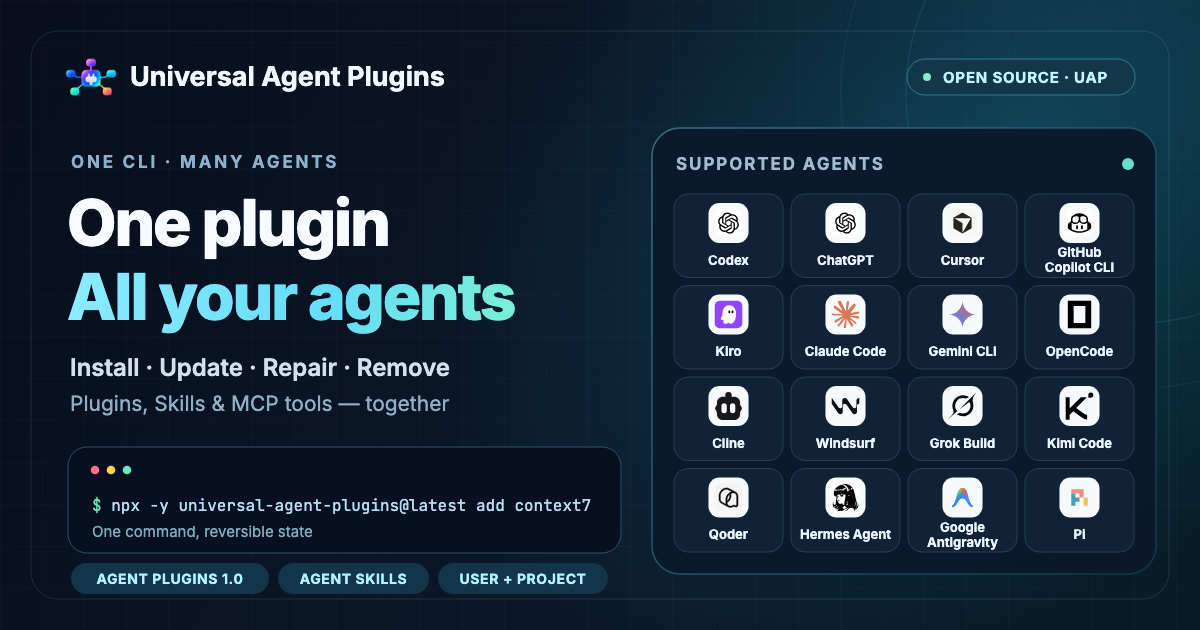 Universal Agent Plugins
OPEN SOURCE · UAP
ONE CLI · MANY AGENTS
One plugin
All your agents
Install · Update · Repair · Remove
Plugins, Skills & MCP tools — together
$ npx -y universal-agent-plugins@latest add context7
One command, reversible state
AGENT PLUGINS 1.0
AGENT SKILLS
USER + PROJECT
SUPPORTED AGENTS
Codex
ChatGPT
Cursor
GitHub
Copilot CLI
Kiro
Claude Code
Gemini CLI
OpenCode
Cline
Windsurf
Grok Build
Kimi Code
Qoder
Hermes Agent
Google
Antigravity
Pi